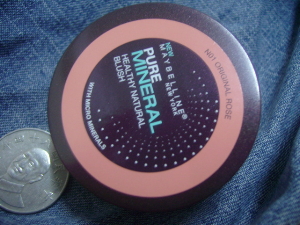 NEW
MAYBELLINE®
NEW YORK
PURE
MINERAL
HEALTHY NATURAL
BLUSH
WITH MICRO MINERALS
N01 ORIGINAL ROSE